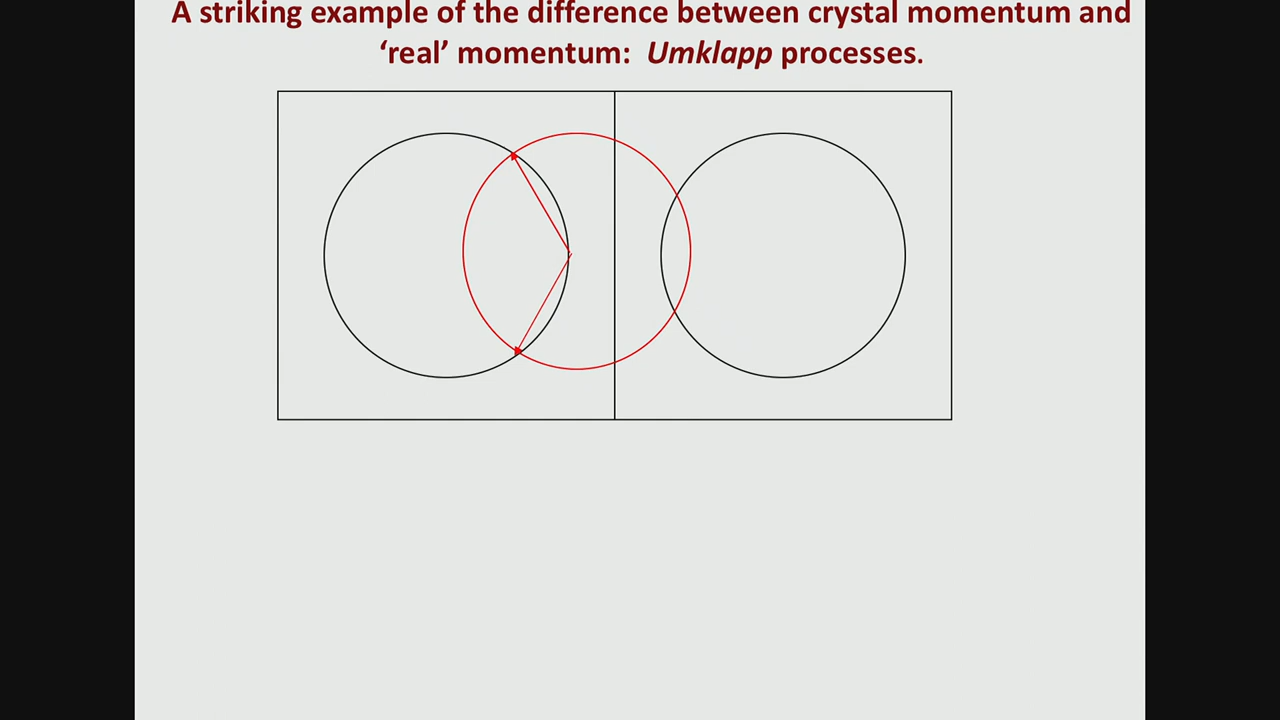 A striking example of the difference between crystal momentum and
‘real’ momentum: Umklapp processes.